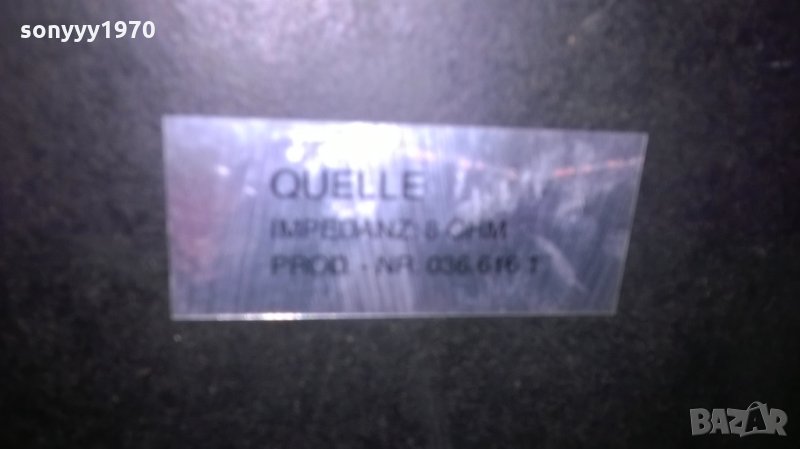 sonyyy1970
QUELLE
IMPEDANZ 8 OHM
PROD. - NR. 036.616 1
BAZAR